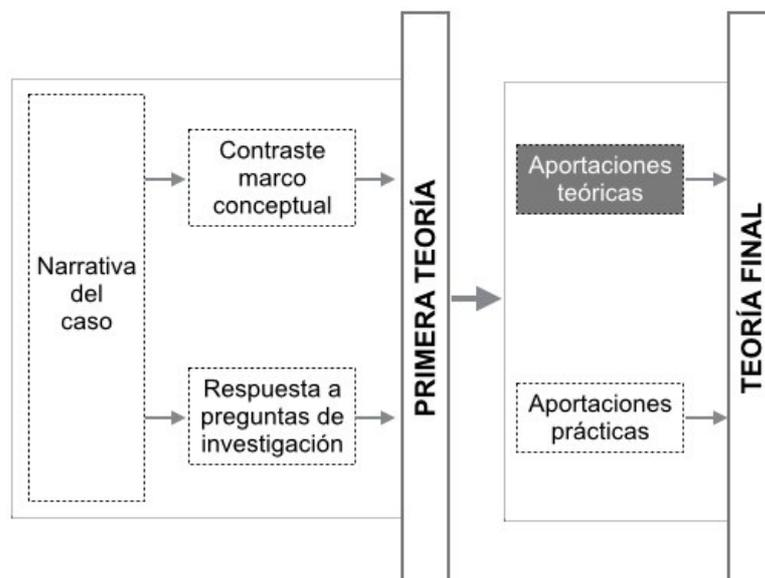 Narrativa
del
caso
Contraste
marco
conceptual
Respuesta a
preguntas de
investigación
PRIMERA TEORÍA
Aportaciones
teóricas
Aportaciones
prácticas
TEORÍA FINAL